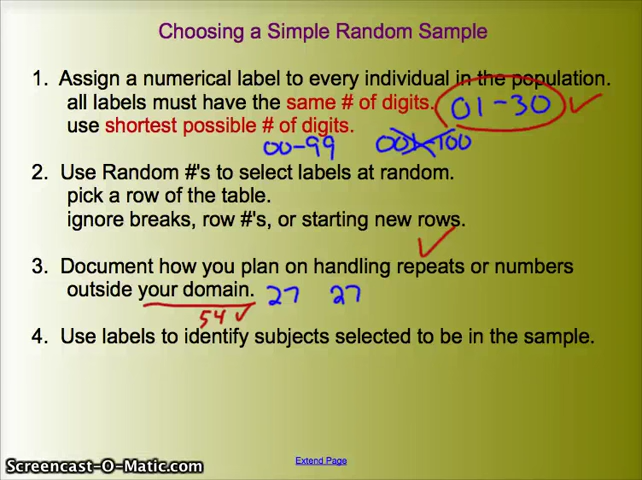 Choosing a Simple Random Sample
1. Assign a numerical label to every individual in the population.
all labels must have the same # of digits. 01-30
use shortest possible # of digits.
00-99 001-100
2. Use Random #'s to select labels at random.
pick a row of the table.
ignore breaks, row #'s, or starting new rows.
3. Document how you plan on handling repeats or numbers
outside your domain. 27 27
54
4. Use labels to identify subjects selected to be in the sample.
Extend Page
Screencast-O-Matic.com